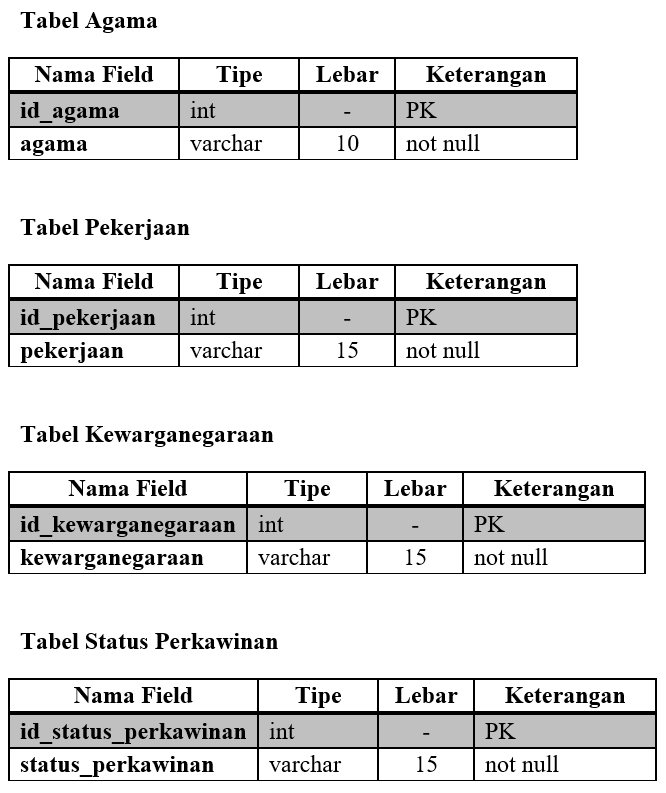 Tabel Agama
Nama Field Tipe Lebar Keterangan
id_agama int - PK
agama varchar 10 not null
Tabel Pekerjaan
Nama Field Tipe Lebar Keterangan
id_pekerjaan int - PK
pekerjaan varchar 15 not null
Tabel Kewarganegaraan
Nama Field Tipe Lebar Keterangan
id_kewarganegaraan int - PK
kewarganegaraan varchar 15 not null
Tabel Status Perkawinan
Nama Field Tipe Lebar Keterangan
id_status_perkawinan int - PK
status_perkawinan varchar 15 not null